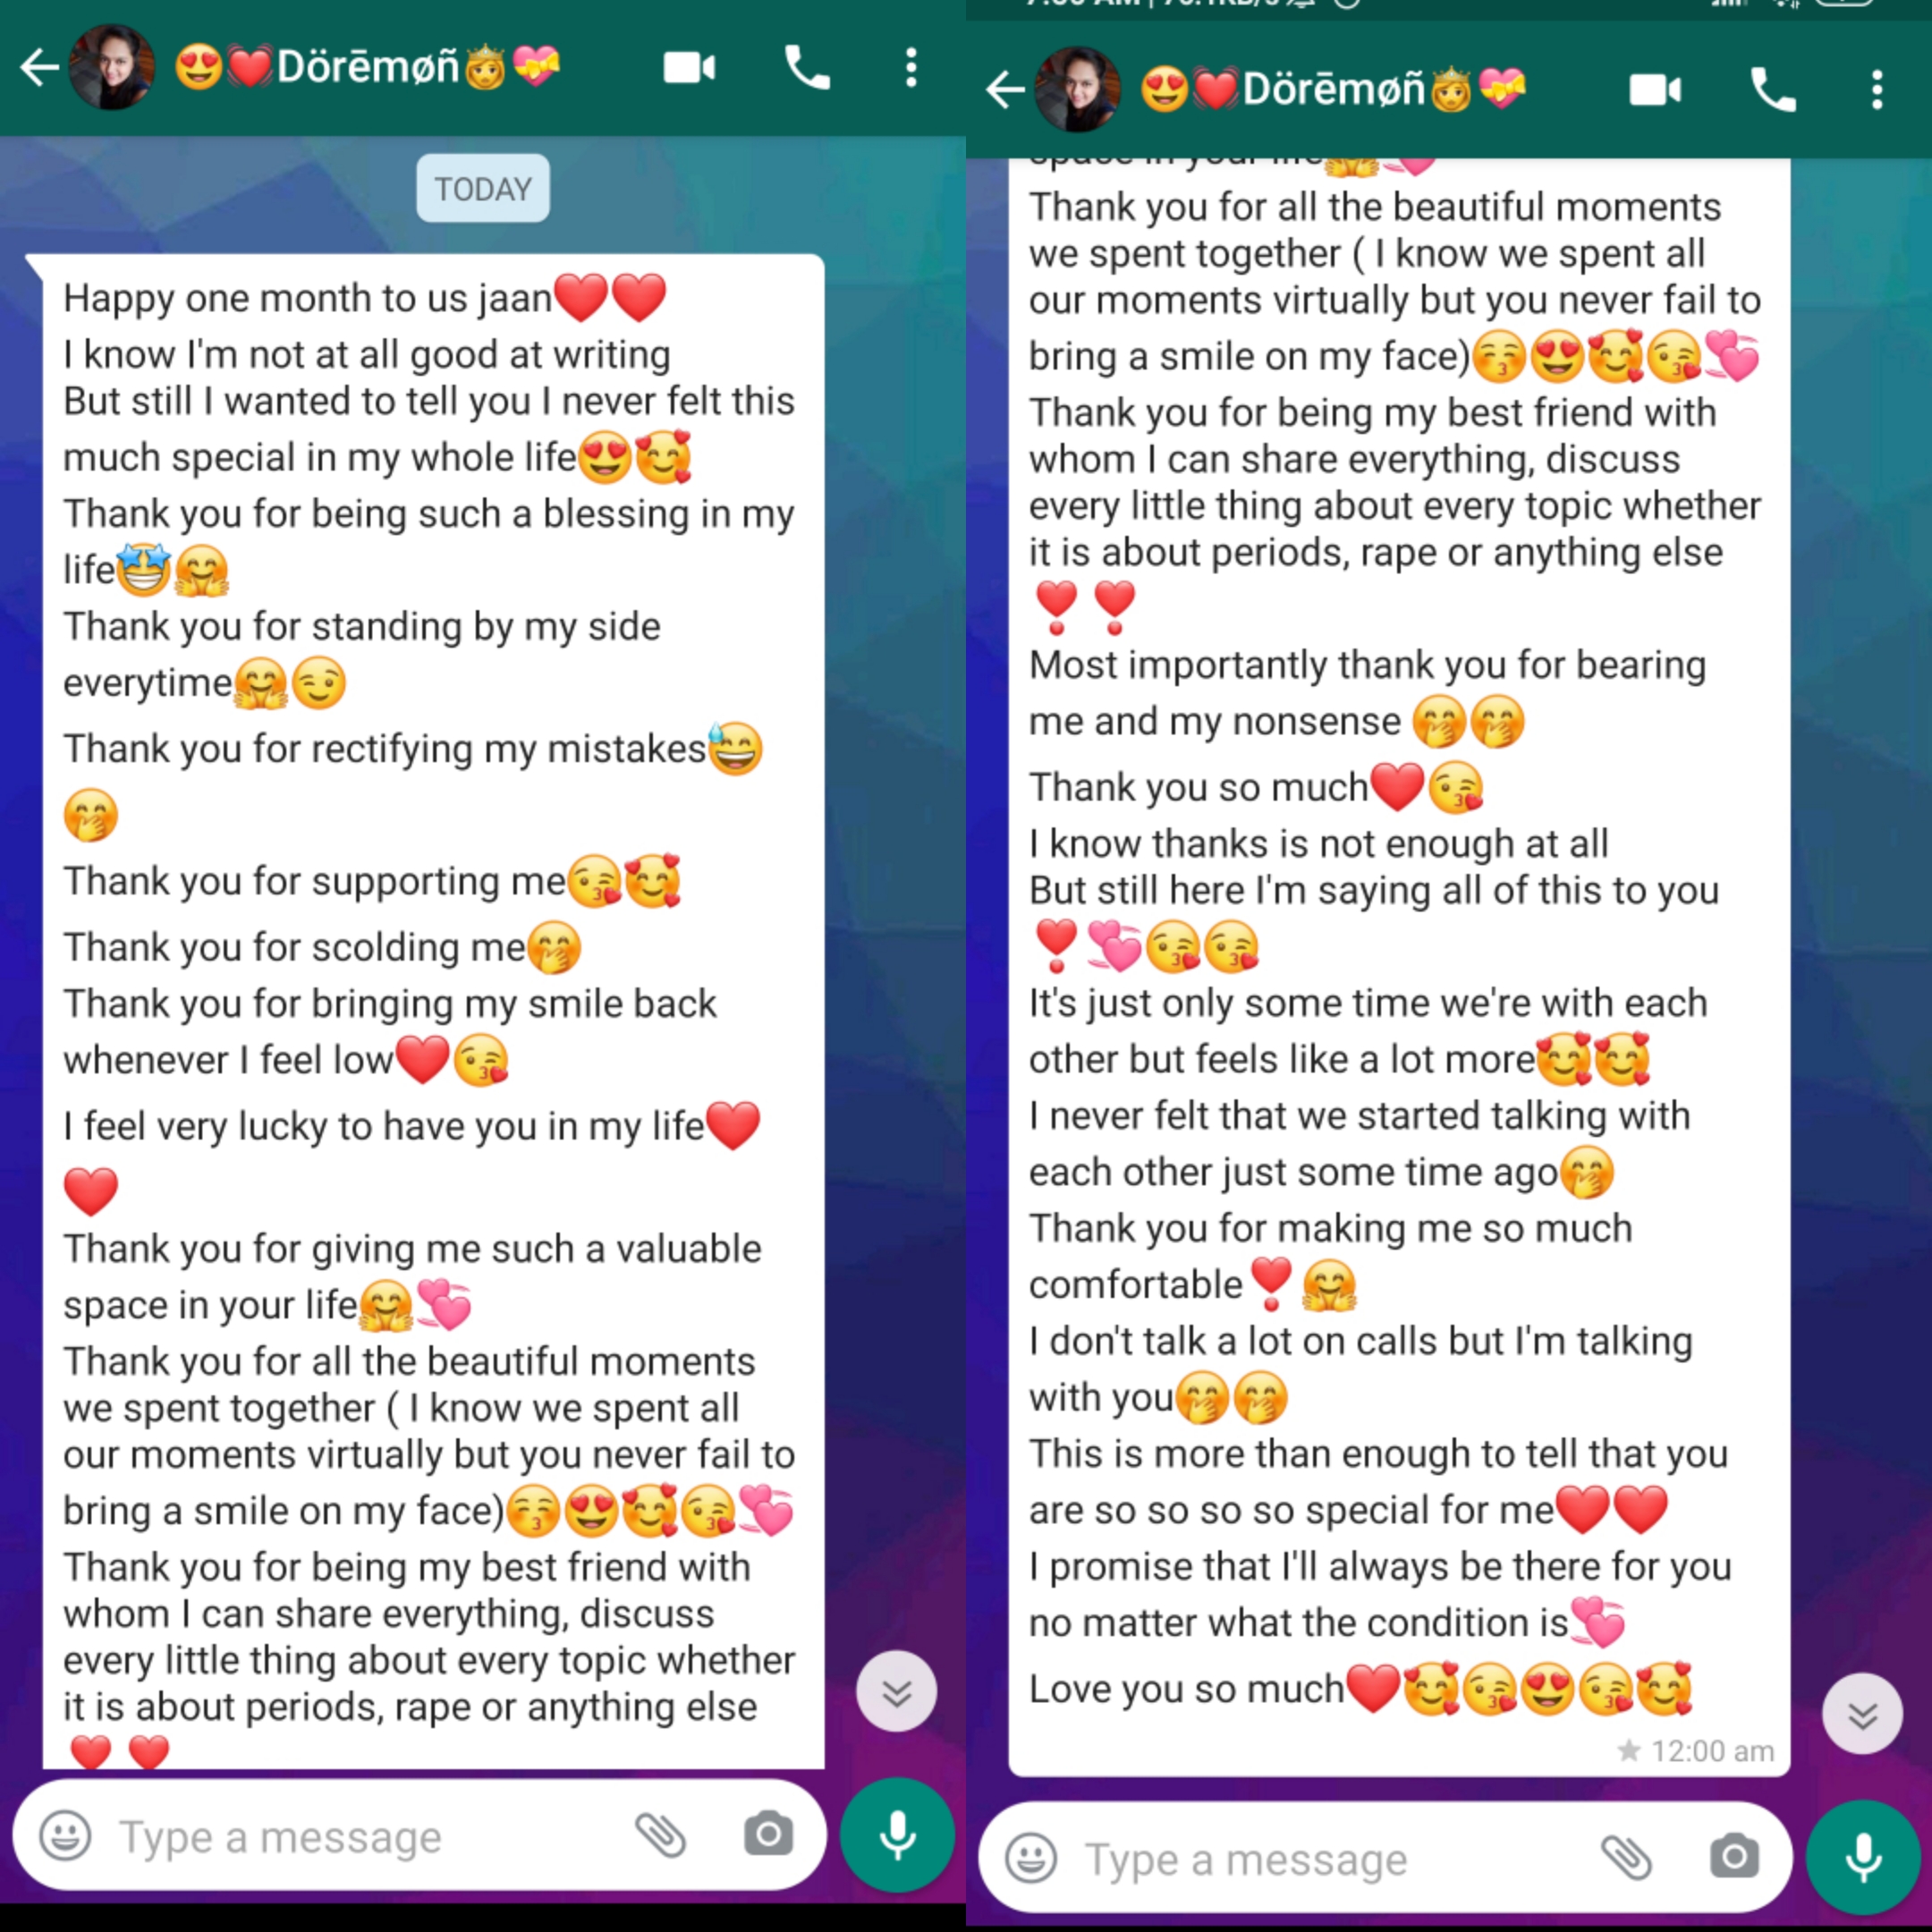 😍💓Dörēmøñ👸💝
TODAY
Happy one month to us jaan❤️❤️
I know I'm not at all good at writing
But still I wanted to tell you I never felt this
much special in my whole life😍🥰
Thank you for being such a blessing in my
life🤩🤗
Thank you for standing by my side
everytime🤗😉
Thank you for rectifying my mistakes😅
🤭
Thank you for supporting me😘🥰
Thank you for scolding me🤭
Thank you for bringing my smile back
whenever I feel low❤️😘
I feel very lucky to have you in my life❤️
❤️
Thank you for giving me such a valuable
space in your life🤗💞
Thank you for all the beautiful moments
we spent together ( I know we spent all
our moments virtually but you never fail to
bring a smile on my face)😚😍🥰😘💞
Thank you for being my best friend with
whom I can share everything, discuss
every little thing about every topic whether
it is about periods, rape or anything else
❣️❣️
Type a message
😍💓Dörēmøñ👸💝
space in your life🤗💞
Thank you for all the beautiful moments
we spent together ( I know we spent all
our moments virtually but you never fail to
bring a smile on my face)😚😍🥰😘💞
Thank you for being my best friend with
whom I can share everything, discuss
every little thing about every topic whether
it is about periods, rape or anything else
❣️❣️
Most importantly thank you for bearing
me and my nonsense 🤭🤭
Thank you so much❤️😘
I know thanks is not enough at all
But still here I'm saying all of this to you
❣️💞😘😘
It's just only some time we're with each
other but feels like a lot more🥰🥰
I never felt that we started talking with
each other just some time ago🤭
Thank you for making me so much
comfortable❣️🤗
I don't talk a lot on calls but I'm talking
with you🤭🤭
This is more than enough to tell that you
are so so so so special for me❤️❤️
I promise that I'll always be there for you
no matter what the condition is💞
Love you so much❤️🥰😘😍😘🥰
12:00 am
Type a message